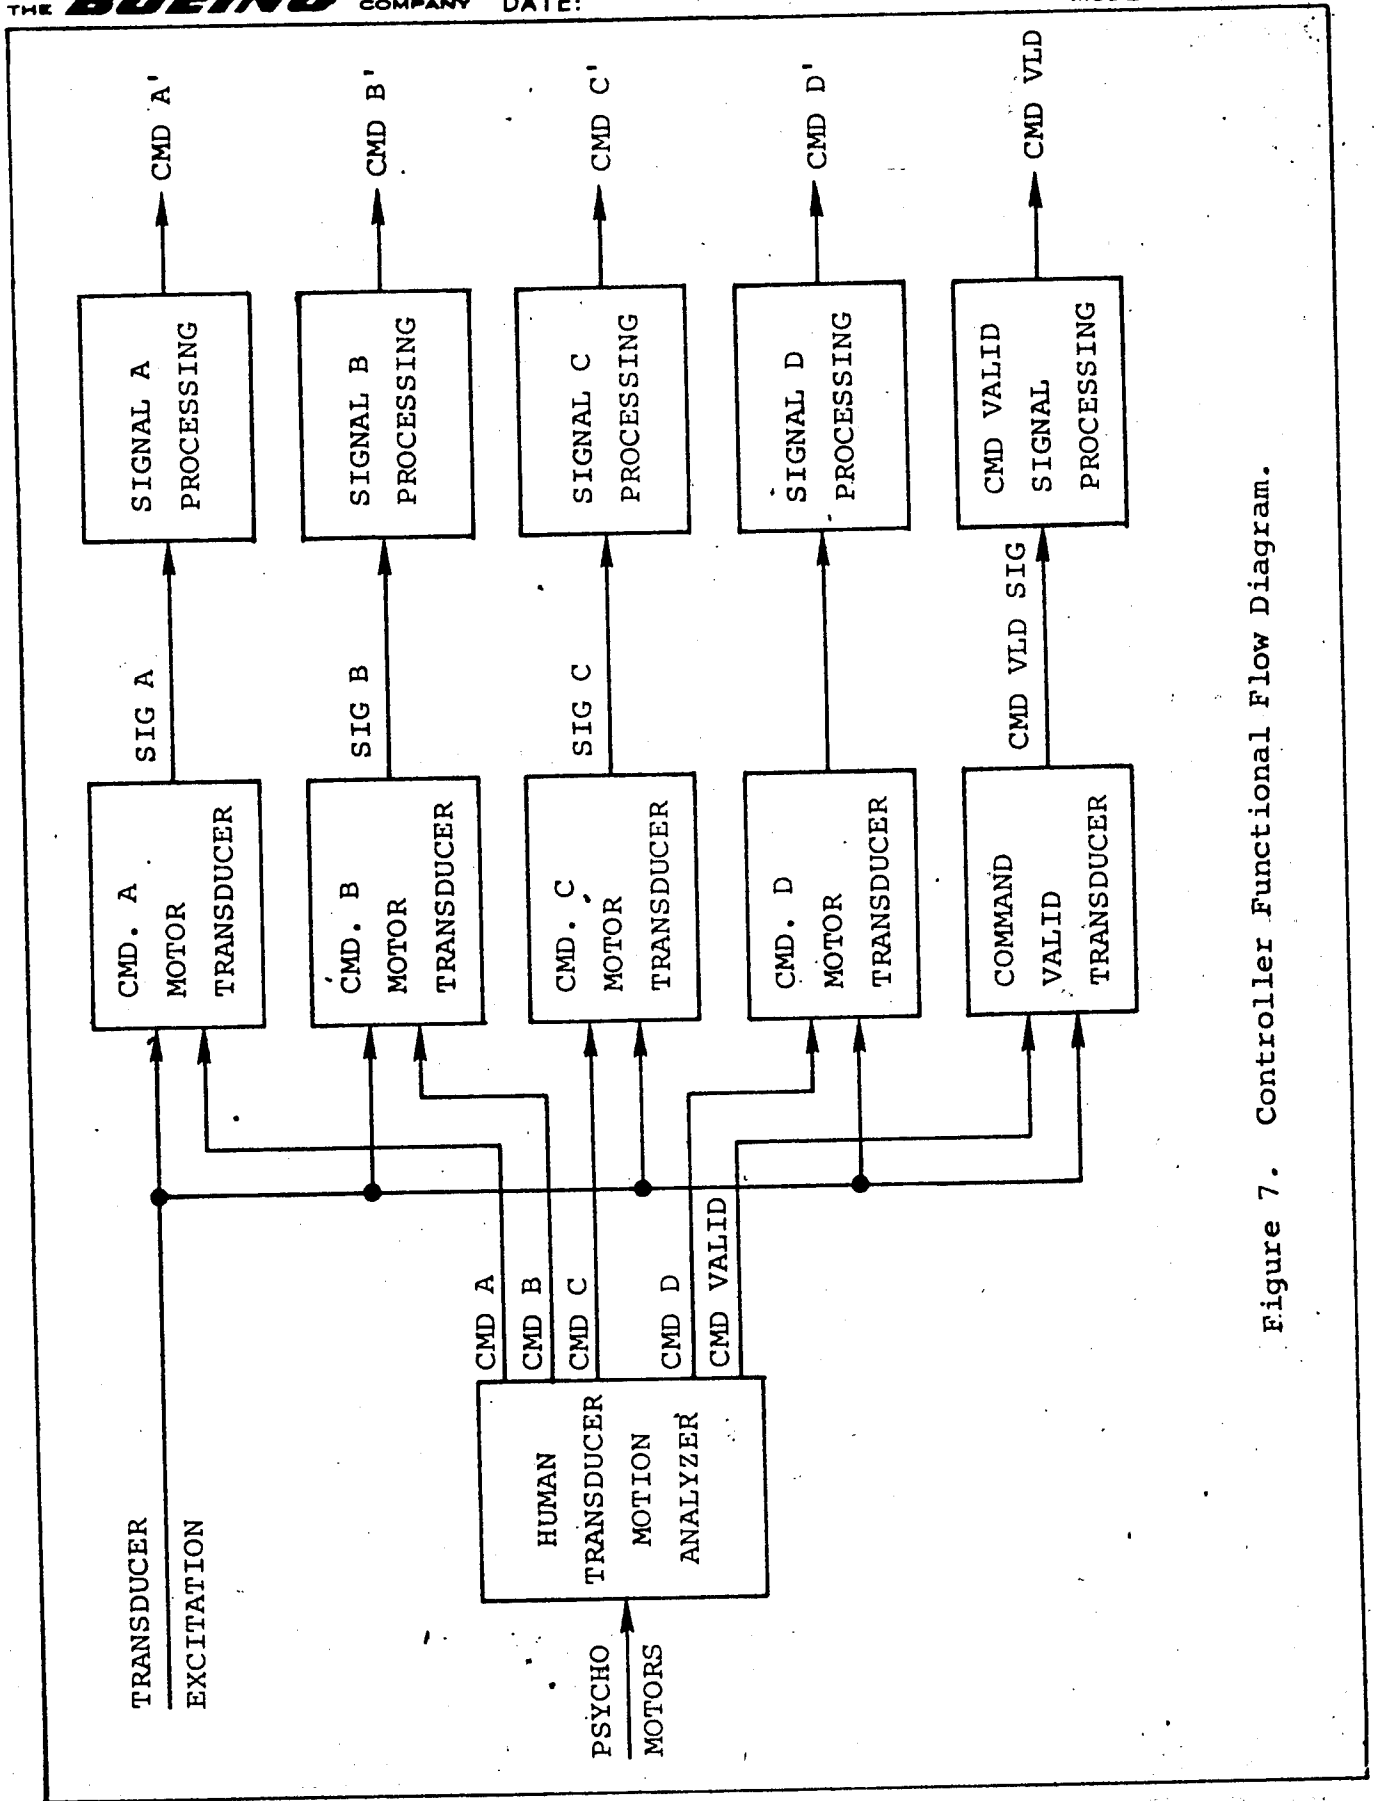 THE BOEING COMPANY DATE:
TRANSDUCER
EXCITATION
PSYCHO
MOTORS
HUMAN
TRANSDUCER
MOTION
ANALYZER
CMD A
CMD B
CMD C
CMD D
CMD VALID
CMD. A
MOTOR
TRANSDUCER
SIG A
SIGNAL A
PROCESSING
CMD A'
CMD. B
MOTOR
TRANSDUCER
SIG B
SIGNAL B
PROCESSING
CMD B'
CMD. C
MOTOR
TRANSDUCER
SIG C
SIGNAL C
PROCESSING
CMD C'
CMD. D
MOTOR
TRANSDUCER
SIGNAL D
PROCESSING
CMD D'
COMMAND
VALID
TRANSDUCER
CMD VLD SIG
CMD VALID
SIGNAL
PROCESSING
CMD VLD
Figure 7. Controller Functional Flow Diagram.